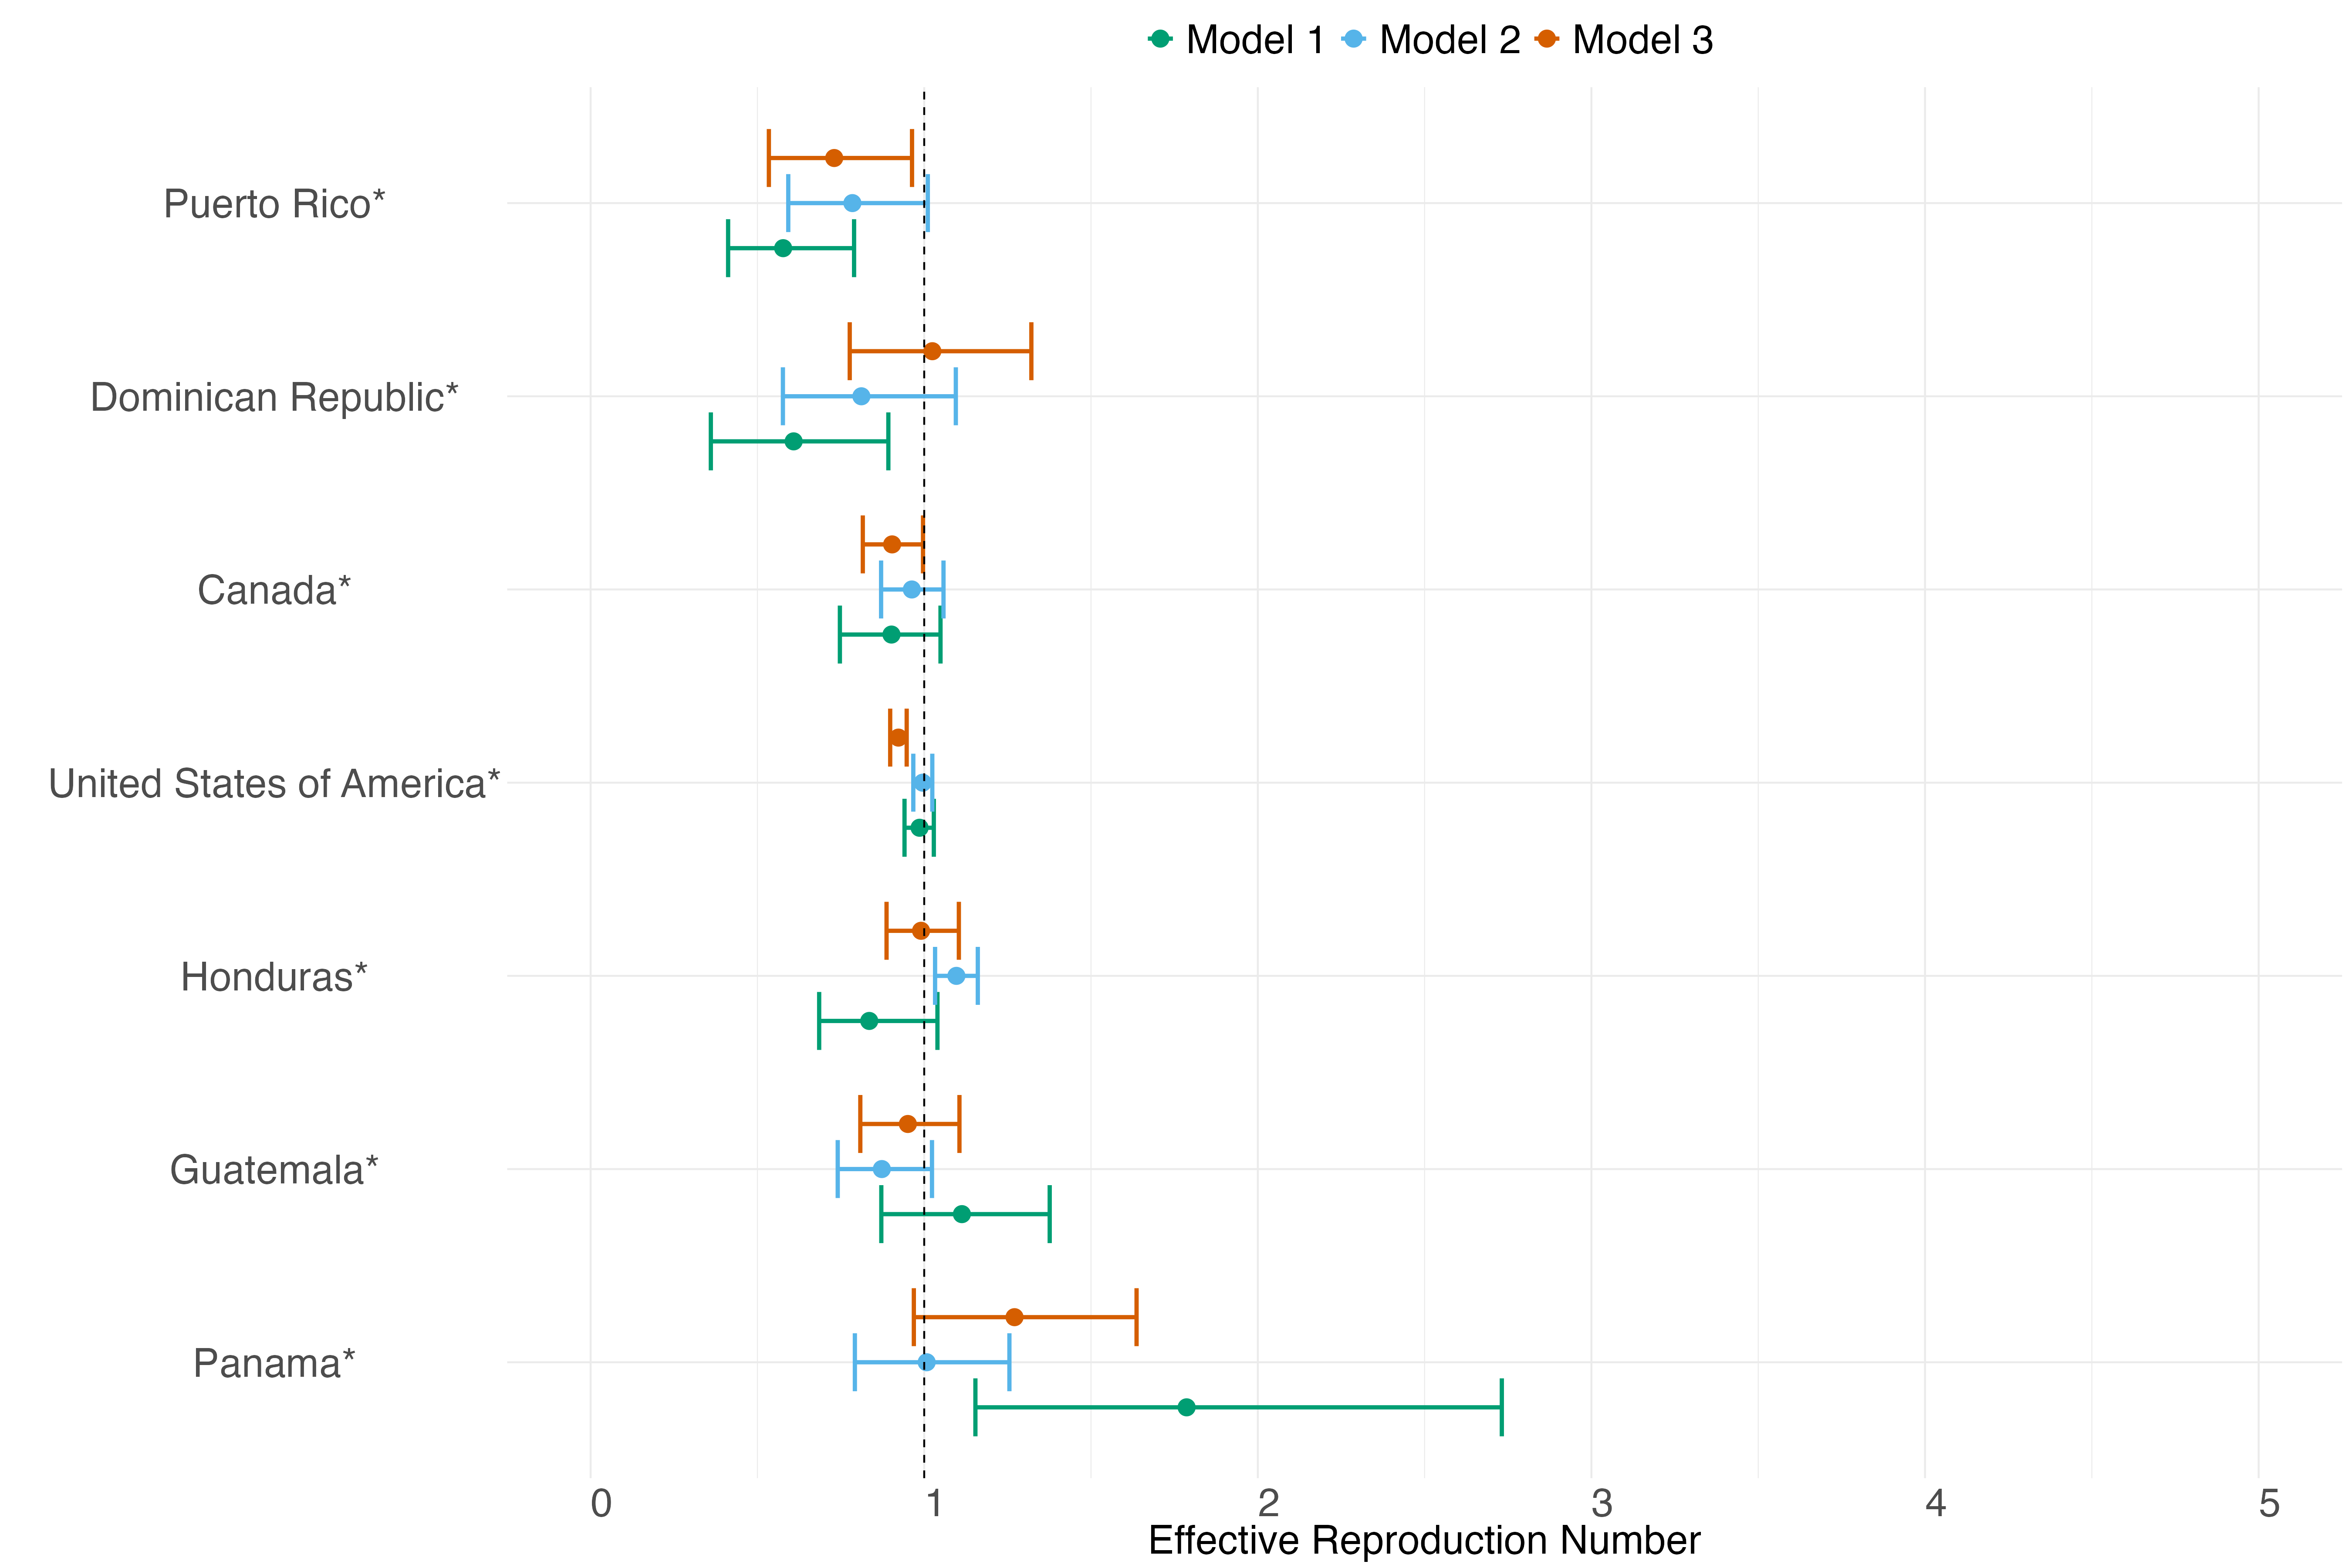 Model 1 Model 2 Model 3
Puerto Rico*
Dominican Republic*
Canada*
United States of America*
Honduras*
Guatemala*
Panama*
0 1 2 3 4 5
Effective Reproduction Number